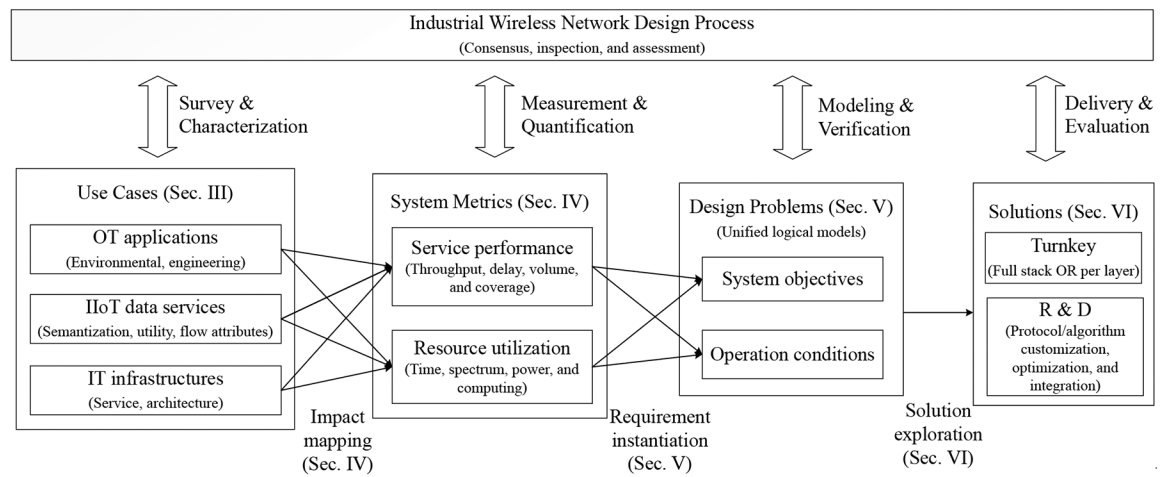 Industrial Wireless Network Design Process
(Consensus, inspection, and assessment)
Survey &
Characterization
Measurement &
Quantification
Modeling &
Verification
Delivery &
Evaluation
Use Cases (Sec. III)
OT applications
(Environmental, engineering)
IIoT data services
(Semantization, utility, flow attributes)
IT infrastructures
(Service, architecture)
Impact
mapping
(Sec. IV)
System Metrics (Sec. IV)
Service performance
(Throughput, delay, volume,
and coverage)
Resource utilization
(Time, spectrum, power, and
computing)
Requirement
instantiation
(Sec. V)
Design Problems (Sec. V)
(Unified logical models)
System objectives
Operation conditions
Solution
exploration
(Sec. VI)
Solutions (Sec. VI)
Turnkey
(Full stack OR per layer)
R & D
(Protocol/algorithm
customization,
optimization, and
integration)